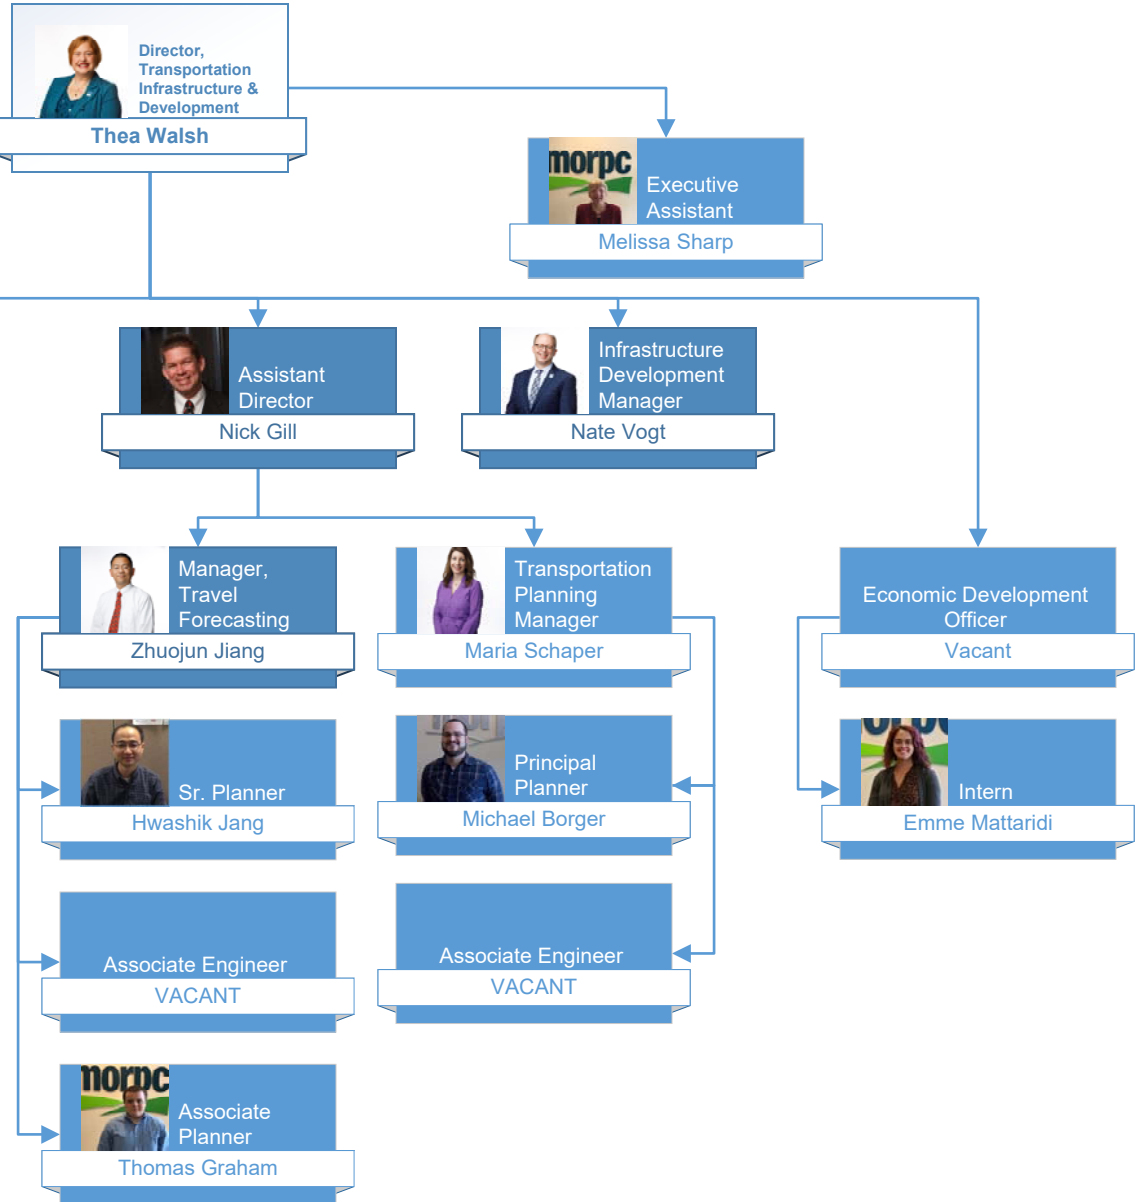 Director,
Transportation
Infrastructure &
Development
Thea Walsh
morpc
Executive
Assistant
Melissa Sharp
Assistant
Director
Nick Gill
Infrastructure
Development
Manager
Nate Vogt
Manager,
Travel
Forecasting
Zhuojun Jiang
Transportation
Planning
Manager
Maria Schaper
Economic Development
Officer
Vacant
Sr. Planner
Hwashik Jang
Principal
Planner
Michael Borger
Intern
Emme Mattaridi
Associate Engineer
VACANT
Associate Engineer
VACANT
morpc
Associate
Planner
Thomas Graham